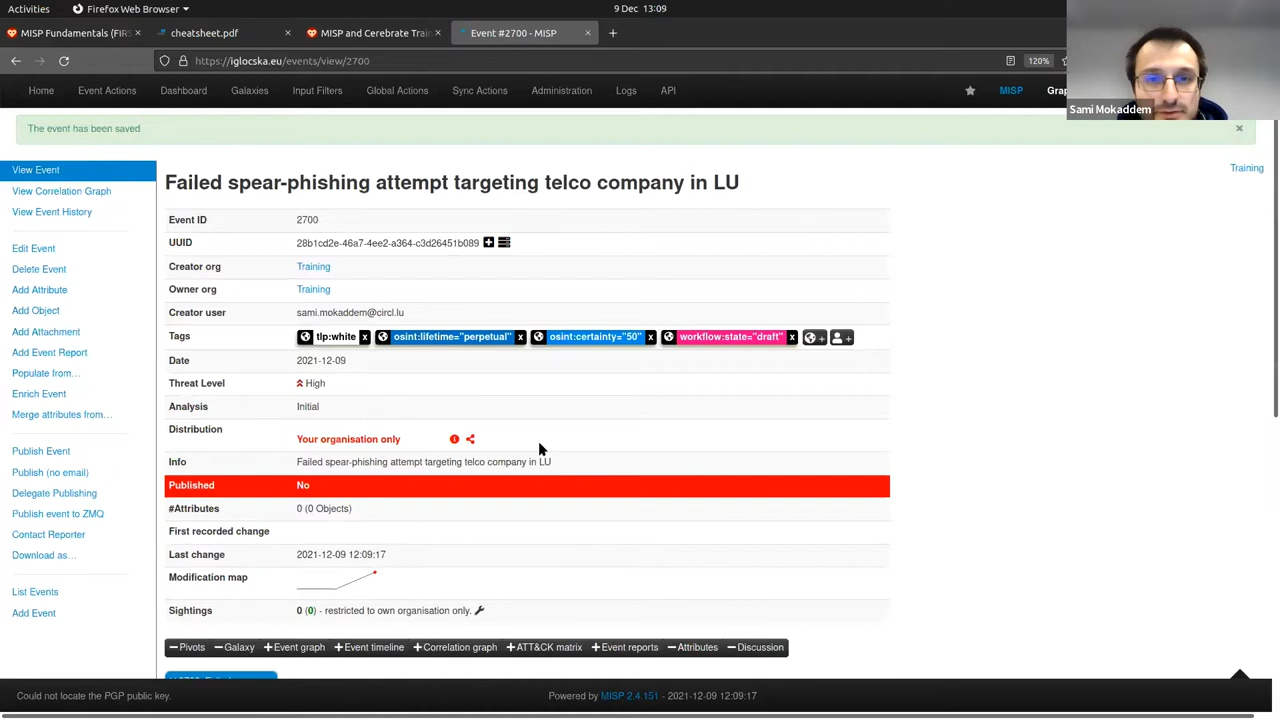 Activities
Firefox Web Browser
9 Dec 13:09
MISP Fundamentals (FIRS
cheatsheet.pdf
MISP and Cerebrate Train
Event #2700 - MISP
https://iglocska.eu/events/view/2700
120%
Home
Event Actions
Dashboard
Galaxies
Input Filters
Global Actions
Sync Actions
Administration
Logs
API
MISP
Sami Mokaddem
The event has been saved
View Event
View Correlation Graph
View Event History
Edit Event
Delete Event
Add Attribute
Add Object
Add Attachment
Add Event Report
Populate from...
Enrich Event
Merge attributes from...
Publish Event
Publish (no email)
Delegate Publishing
Publish event to ZMQ
Contact Reporter
Download as...
List Events
Add Event
Training
Failed spear-phishing attempt targeting telco company in LU
Event ID 2700
UUID 28b1cd2e-46a7-4ee2-a364-c3d26451b089
Creator org Training
Owner org Training
Creator user sami.mokaddem@circl.lu
Tags tlp:white x osint:lifetime="perpetual" x osint:certainty="50" x workflow:state="draft" x
Date 2021-12-09
Threat Level High
Analysis Initial
Distribution Your organisation only
Info Failed spear-phishing attempt targeting telco company in LU
Published No
#Attributes 0 (0 Objects)
First recorded change
Last change 2021-12-09 12:09:17
Modification map
Sightings 0 (0) - restricted to own organisation only.
Pivots Galaxy Event graph Event timeline Correlation graph ATT&CK matrix Event reports Attributes Discussion
Could not locate the PGP public key.
Powered by MISP 2.4.151 - 2021-12-09 12:09:17